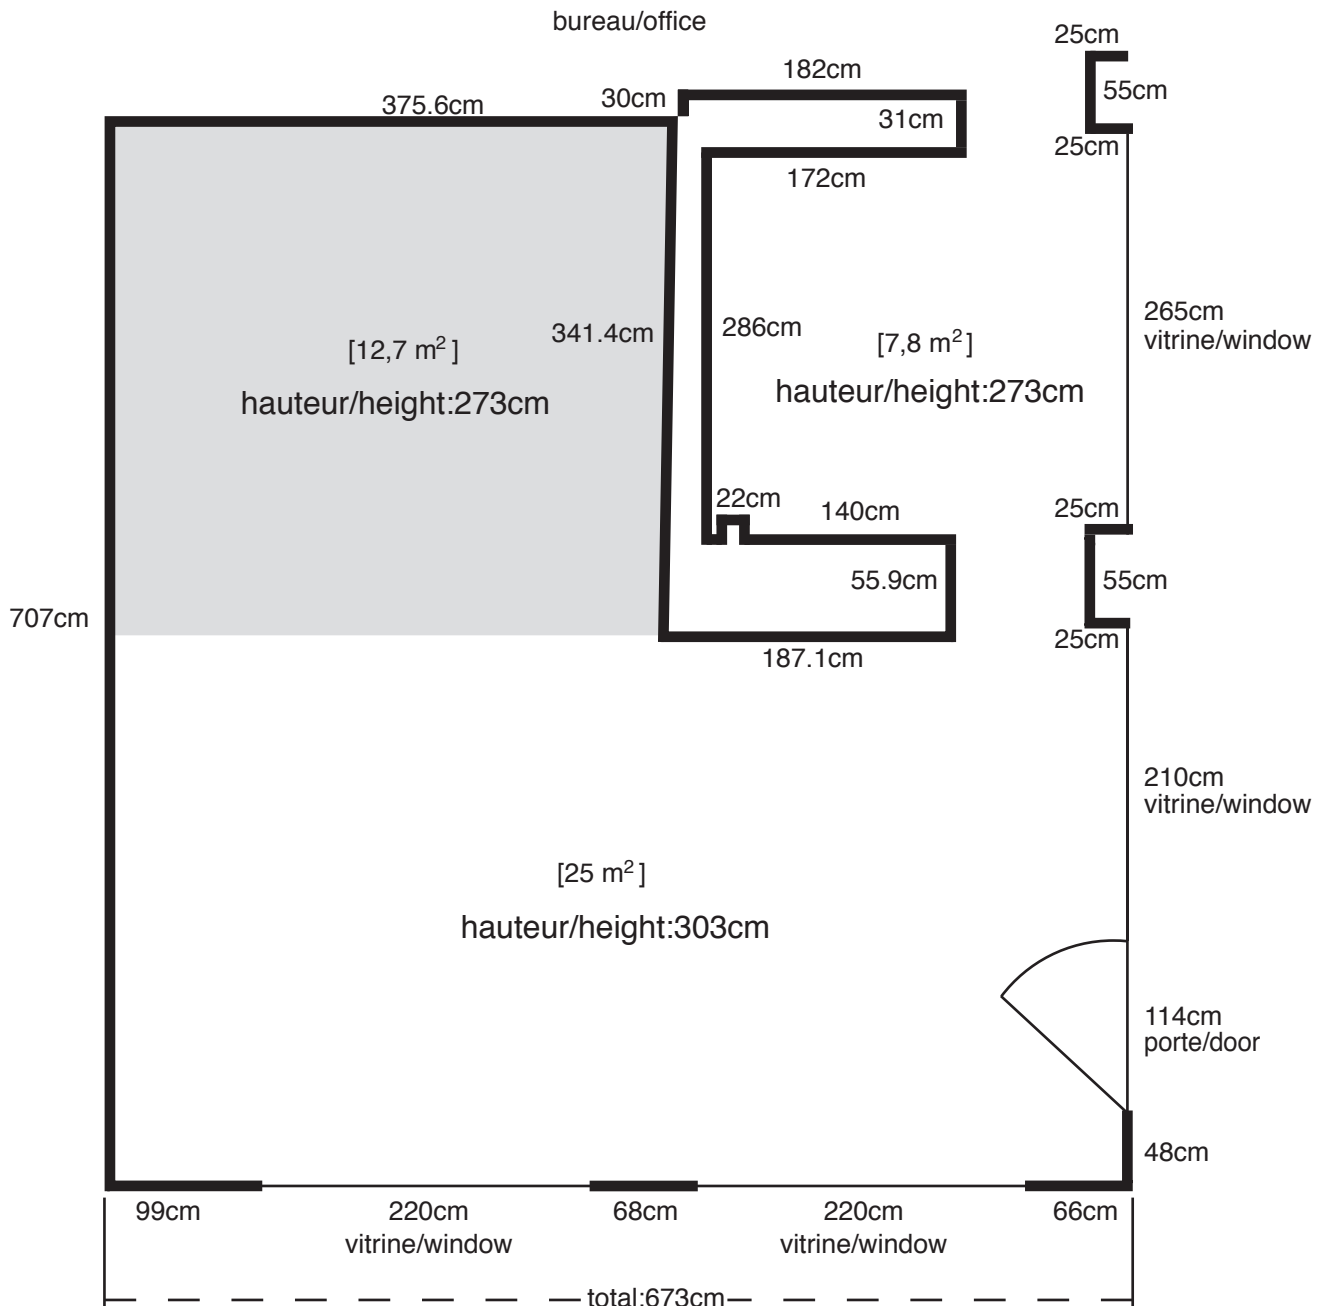 bureau/office
25cm
182cm
55cm
375.6cm
30cm
31cm
25cm
172cm
265cm
vitrine/window
341.4cm
286cm
[12,7 m²]
hauteur/height:273cm
[7,8 m²]
hauteur/height:273cm
22cm
140cm
25cm
55.9cm
55cm
707cm
187.1cm
25cm
210cm
vitrine/window
[25 m²]
hauteur/height:303cm
114cm
porte/door
48cm
99cm
220cm
vitrine/window
68cm
220cm
vitrine/window
66cm
total:673cm